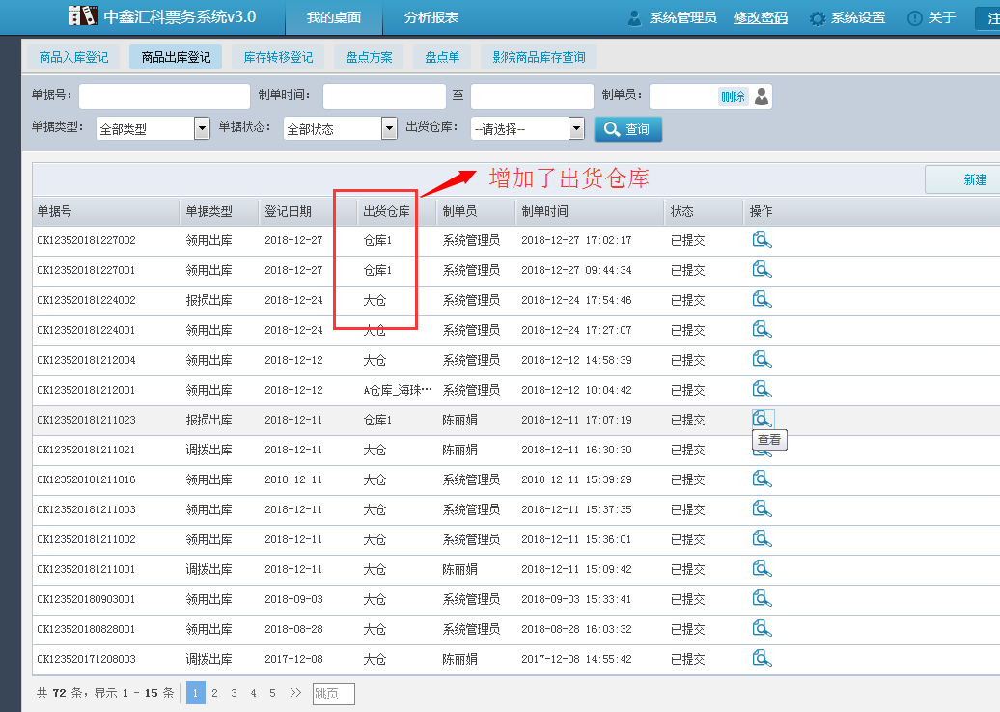 中鑫汇科票务系统v3.0 我的桌面 分析报表 系统管理员 修改密码 系统设置 关于 注
商品入库登记 商品出库登记 库存转移登记 盘点方案 盘点单 影院商品库存查询
单据号： 制单时间： 至 制单员： 删除
单据类型： 全部类型 单据状态： 全部状态 出货仓库： --请选择-- 查询
增加了出货仓库 新建
单据号 单据类型 登记日期 出货仓库 制单员 制单时间 状态 操作
CK123520181227002 领用出库 2018-12-27 仓库1 系统管理员 2018-12-27 17:02:17 已提交
CK123520181227001 领用出库 2018-12-27 仓库1 系统管理员 2018-12-27 09:44:34 已提交
CK123520181224002 报损出库 2018-12-24 大仓 系统管理员 2018-12-24 17:54:46 已提交
CK123520181224001 领用出库 2018-12-24 大仓 系统管理员 2018-12-24 17:27:07 已提交
CK123520181212004 领用出库 2018-12-12 大仓 系统管理员 2018-12-12 14:58:39 已提交
CK123520181212001 领用出库 2018-12-12 A仓库_海珠… 系统管理员 2018-12-12 10:04:42 已提交
CK123520181211023 报损出库 2018-12-11 仓库1 陈丽娟 2018-12-11 17:07:19 已提交
查看
CK123520181211021 调拨出库 2018-12-11 大仓 陈丽娟 2018-12-11 16:30:30 已提交
CK123520181211016 领用出库 2018-12-11 大仓 系统管理员 2018-12-11 15:39:29 已提交
CK123520181211003 领用出库 2018-12-11 大仓 系统管理员 2018-12-11 15:37:35 已提交
CK123520181211002 领用出库 2018-12-11 大仓 系统管理员 2018-12-11 15:36:01 已提交
CK123520181211001 调拨出库 2018-12-11 大仓 陈丽娟 2018-12-11 15:09:42 已提交
CK123520180903001 领用出库 2018-09-03 大仓 系统管理员 2018-09-03 15:33:41 已提交
CK123520180828001 领用出库 2018-08-28 大仓 系统管理员 2018-08-28 16:03:32 已提交
CK123520171208003 调拨出库 2017-12-08 大仓 陈丽娟 2017-12-08 14:55:42 已提交
共 72 条，显示 1 - 15 条 1 2 3 4 5 >> 跳页